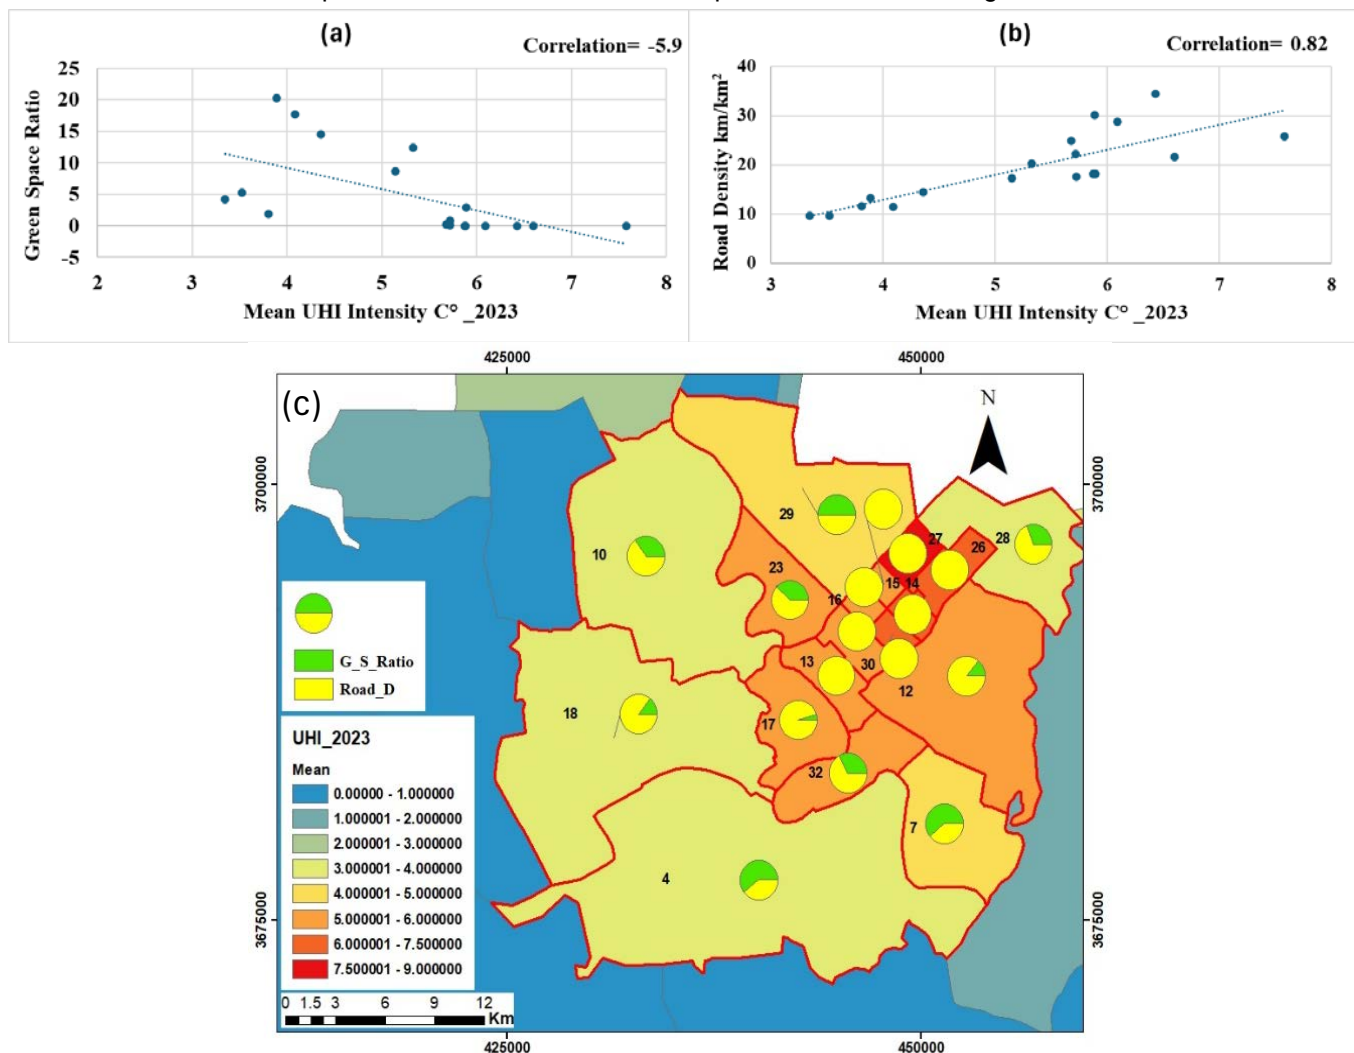 (a)
Correlation= -5.9
25
20
15
10
5
0
-5
Green Space Ratio
2 3 4 5 6 7 8
Mean UHI Intensity C° _2023
(b)
Correlation= 0.82
40
30
20
10
0
Road Density km/km²
3 4 5 6 7 8
Mean UHI Intensity C° _2023
425000 450000
(c)
N
3700000 3700000
29
27
28
26
10
23
15 14
16
13
30
12
18
17
32
7
4
G_S_Ratio
Road_D
UHI_2023
Mean
0.00000 - 1.000000
1.000001 - 2.000000
2.000001 - 3.000000
3.000001 - 4.000000
4.000001 - 5.000000
5.000001 - 6.000000
6.000001 - 7.500000
7.500001 - 9.000000
3675000 3675000
0 1.5 3 6 9 12
Km
425000 450000